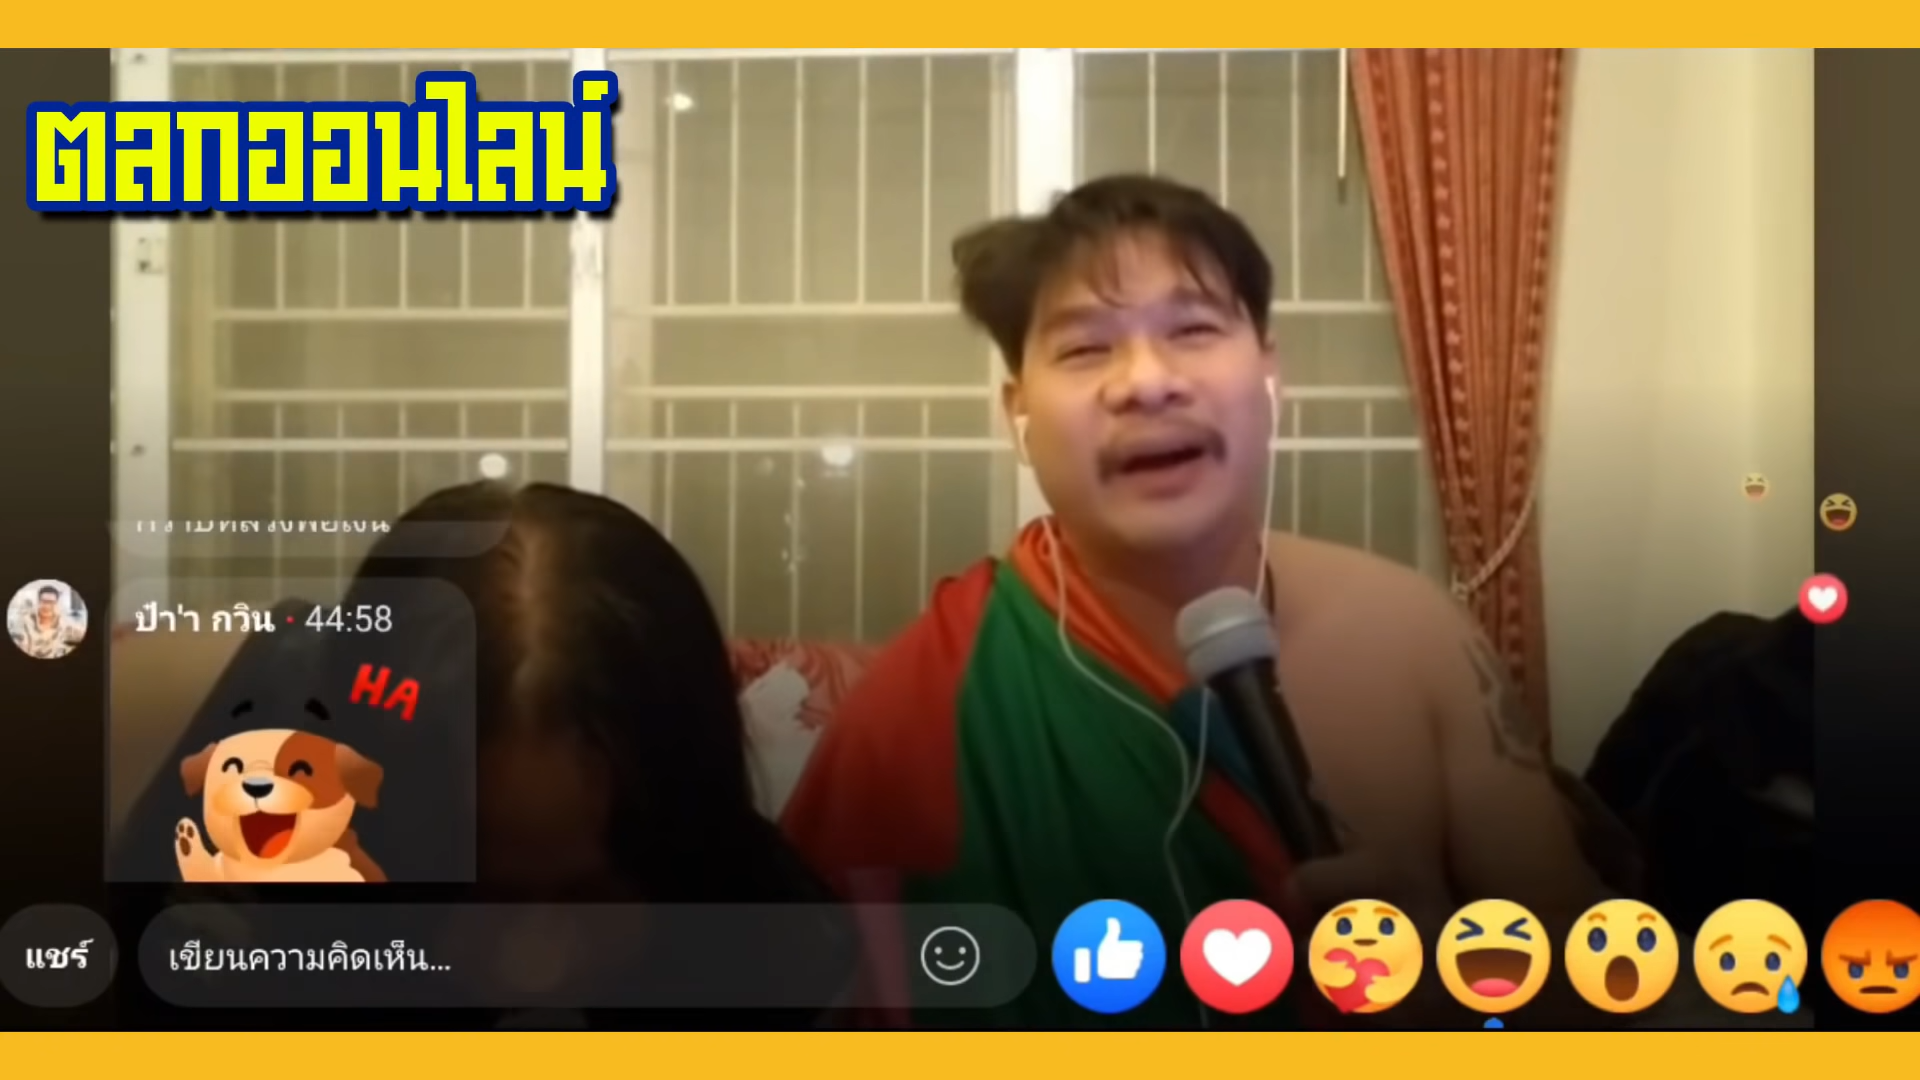 ตลกออนไลน์
ป๋า'า กวิน · 44:58
HA
แชร์
เขียนความคิดเห็น...